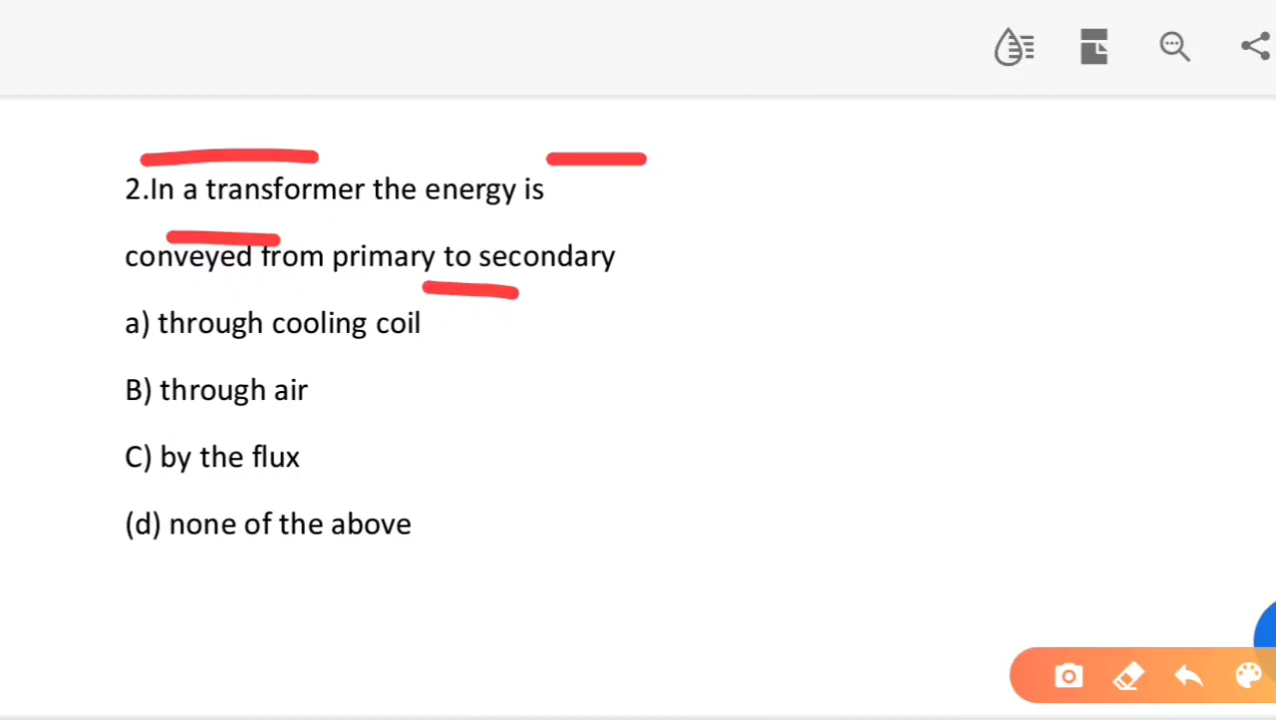 2.In a transformer the energy is
conveyed from primary to secondary
a) through cooling coil
B) through air
C) by the flux
(d) none of the above